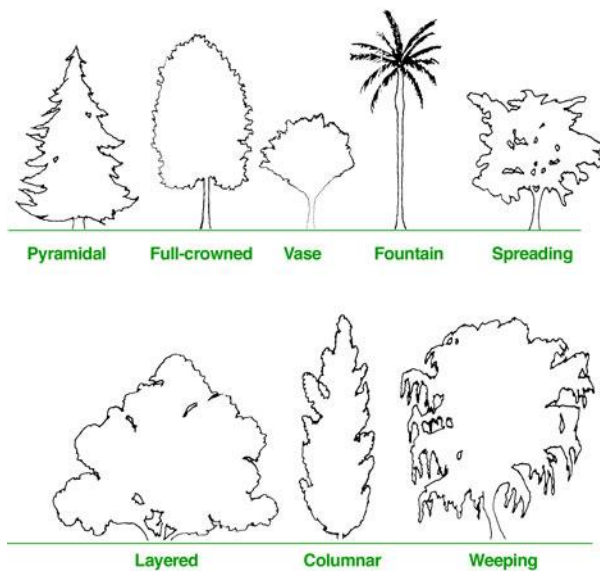 Pyramidal Full-crowned Vase Fountain Spreading
Layered Columnar Weeping